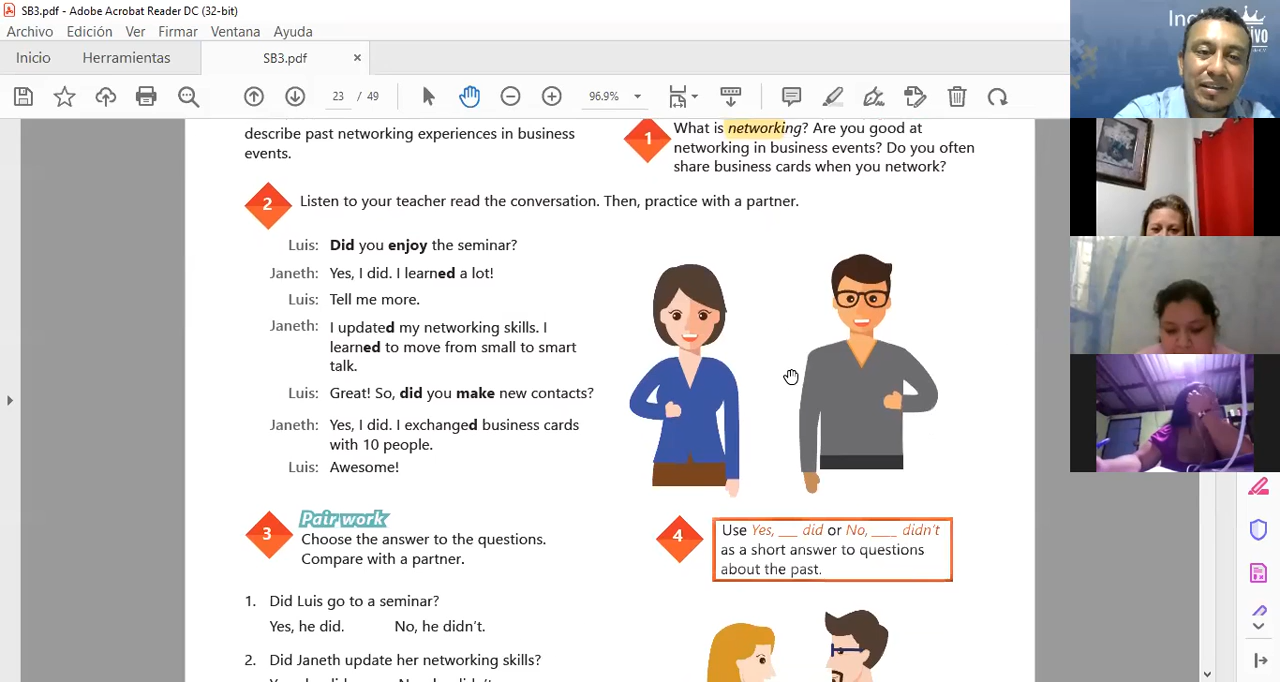 SB3.pdf - Adobe Acrobat Reader DC (32-bit)
Archivo Edición Ver Firmar Ventana Ayuda
Inicio Herramientas SB3.pdf ×
23 / 49 96.9%
describe past networking experiences in business
events.
1 What is networking? Are you good at
networking in business events? Do you often
share business cards when you network?
2 Listen to your teacher read the conversation. Then, practice with a partner.
Luis: Did you enjoy the seminar?
Janeth: Yes, I did. I learned a lot!
Luis: Tell me more.
Janeth: I updated my networking skills. I
learned to move from small to smart
talk.
Luis: Great! So, did you make new contacts?
Janeth: Yes, I did. I exchanged business cards
with 10 people.
Luis: Awesome!
3 Pair work
Choose the answer to the questions.
Compare with a partner.
4 Use Yes, ___ did or No, ____ didn't
as a short answer to questions
about the past.
1. Did Luis go to a seminar?
Yes, he did. No, he didn't.
2. Did Janeth update her networking skills?